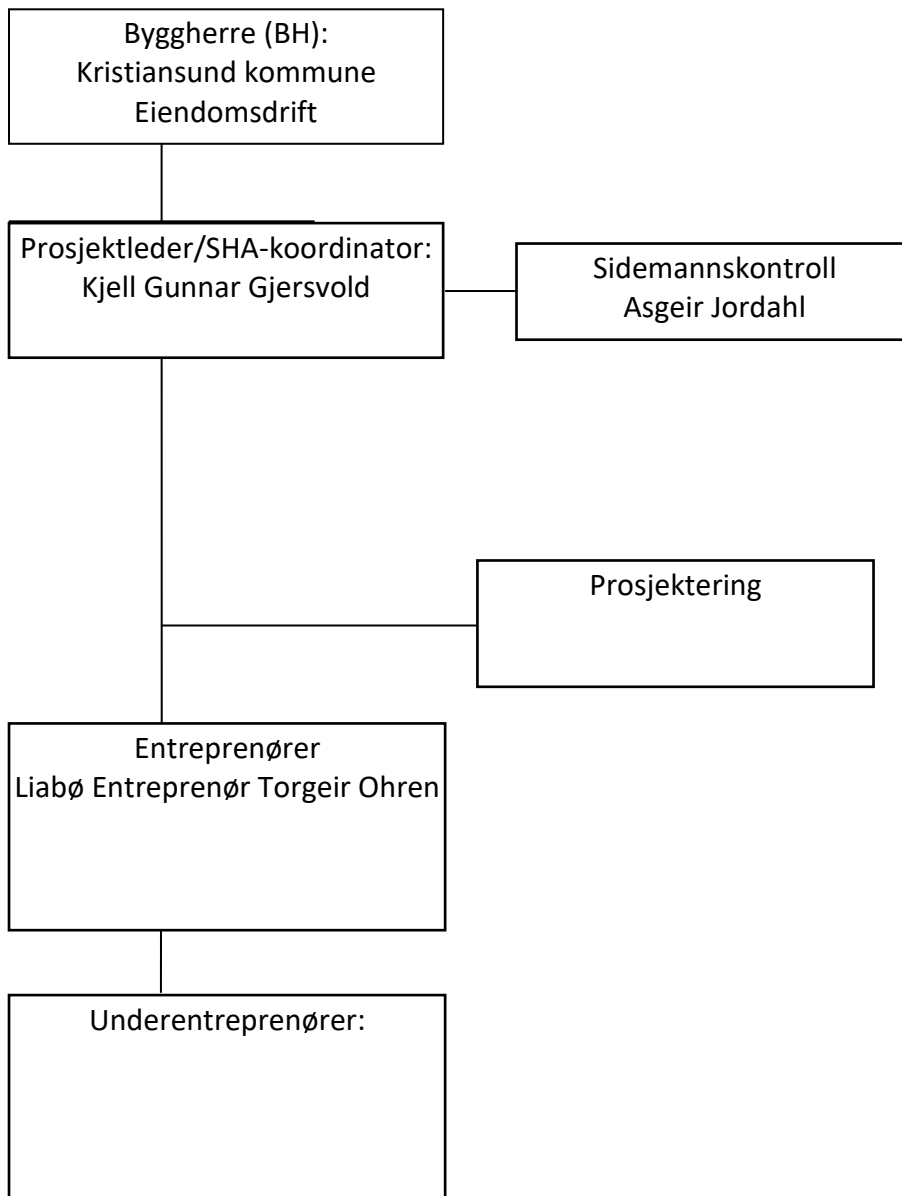 Byggherre (BH):
Kristiansund kommune
Eiendomsdrift
Prosjektleder/SHA-koordinator:
Kjell Gunnar Gjersvold
Sidemannskontroll
Asgeir Jordahl
Prosjektering
Entreprenører
Liabø Entreprenør Torgeir Ohren
Underentreprenører: